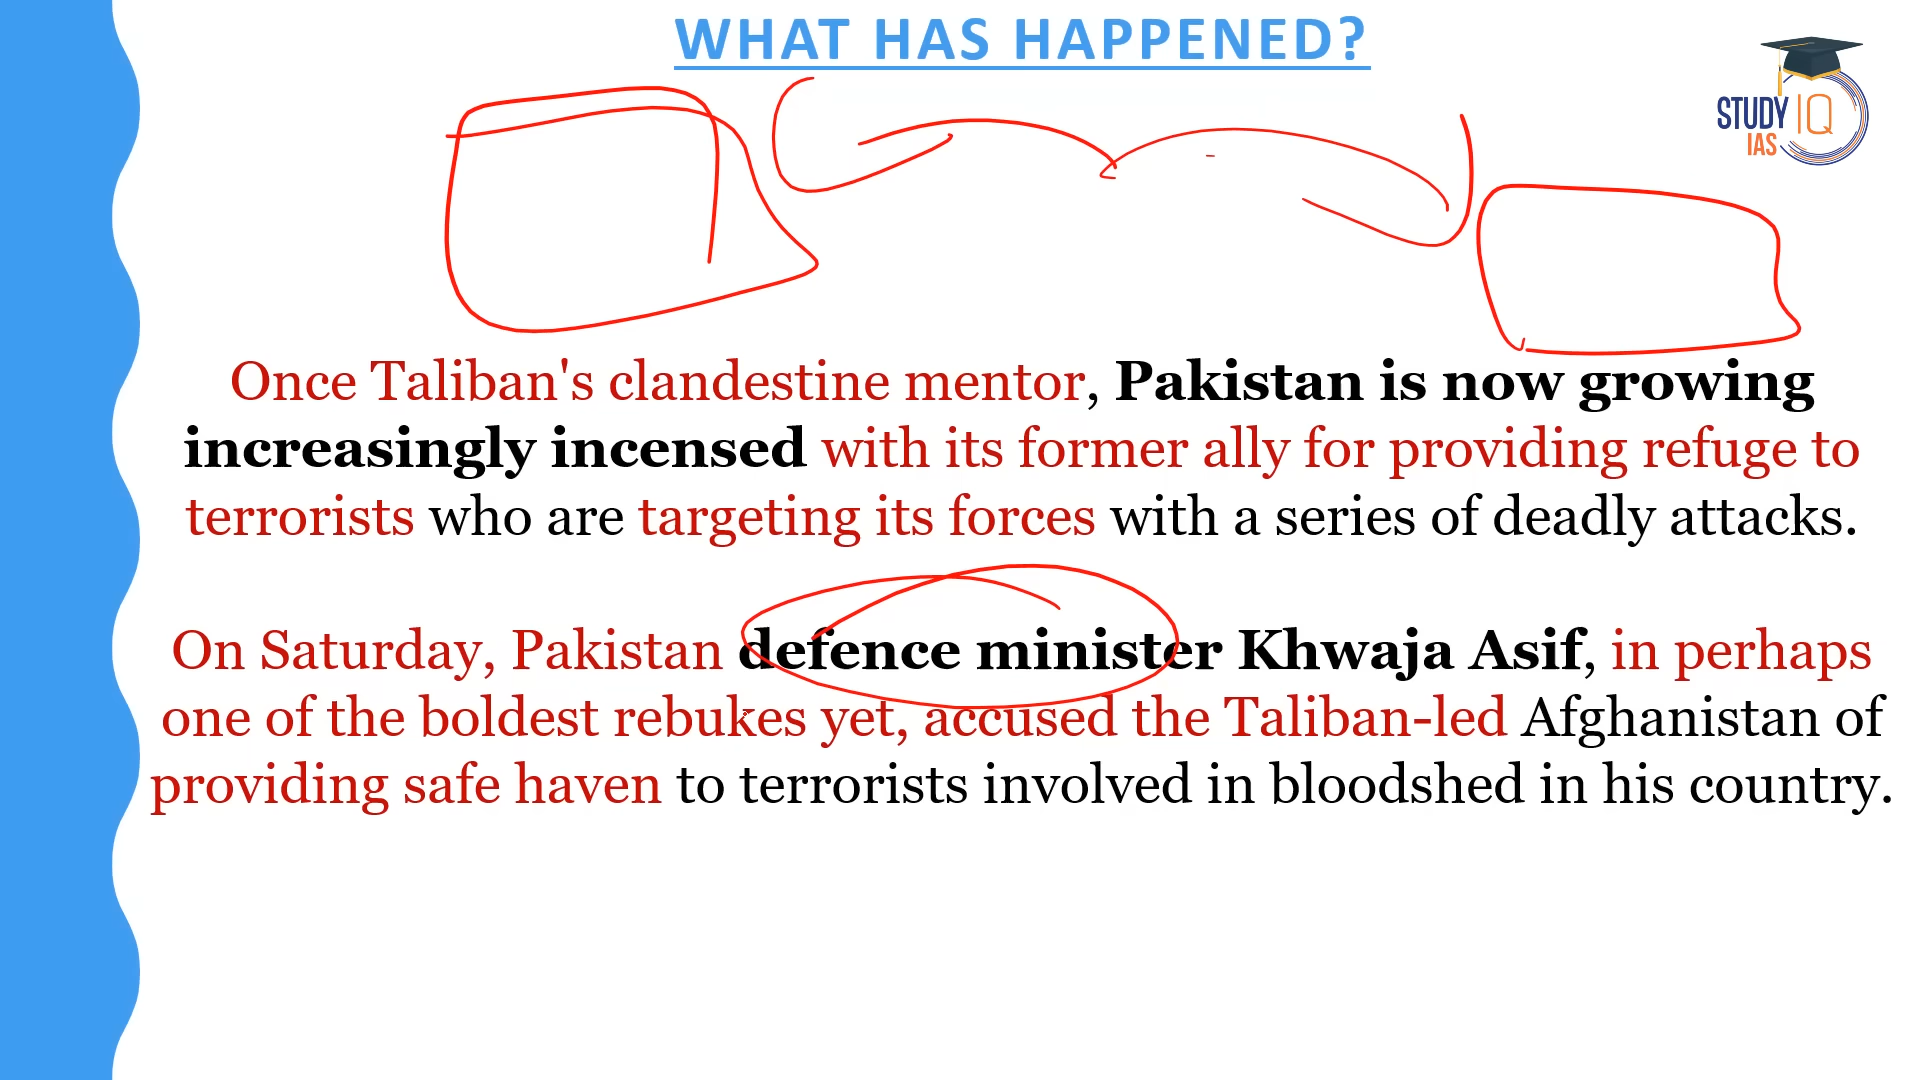 WHAT HAS HAPPENED?
STUDY IQ
IAS
Once Taliban's clandestine mentor, Pakistan is now growing
increasingly incensed with its former ally for providing refuge to
terrorists who are targeting its forces with a series of deadly attacks.
On Saturday, Pakistan defence minister Khwaja Asif, in perhaps
one of the boldest rebukes yet, accused the Taliban-led Afghanistan of
providing safe haven to terrorists involved in bloodshed in his country.